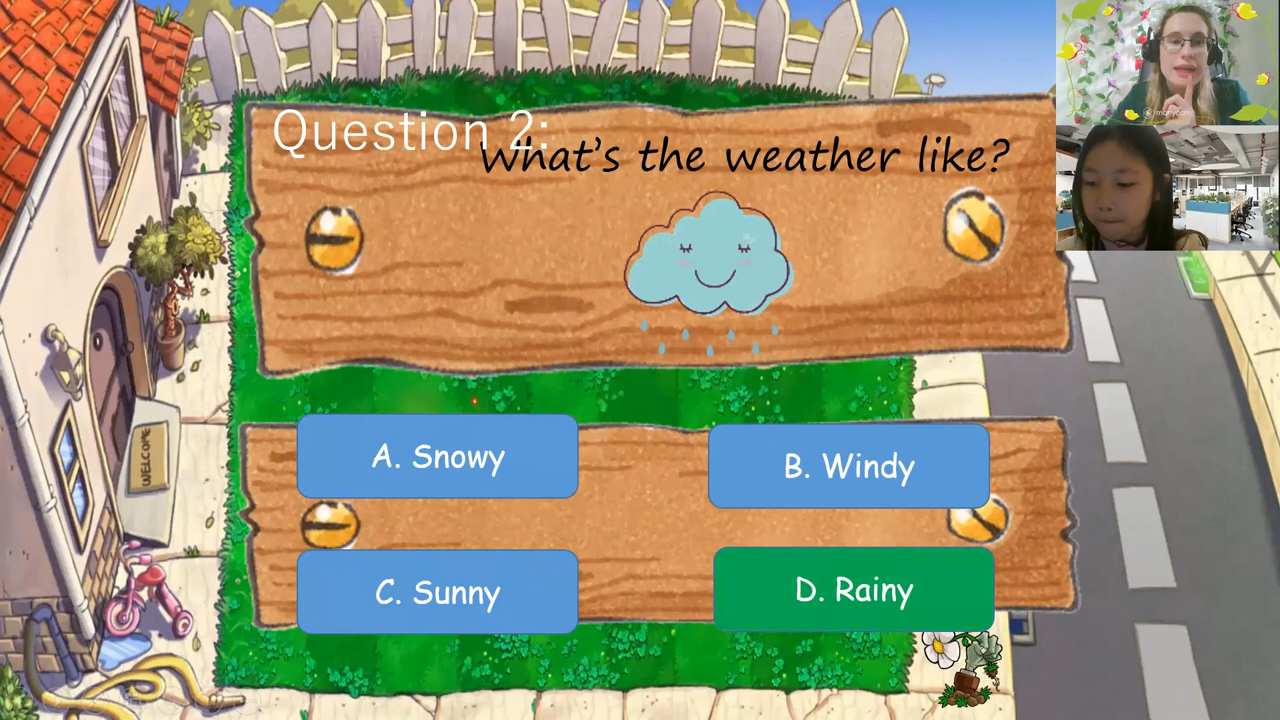 Question 2:
What's the weather like?
A. Snowy
B. Windy
C. Sunny
D. Rainy
WELCOME